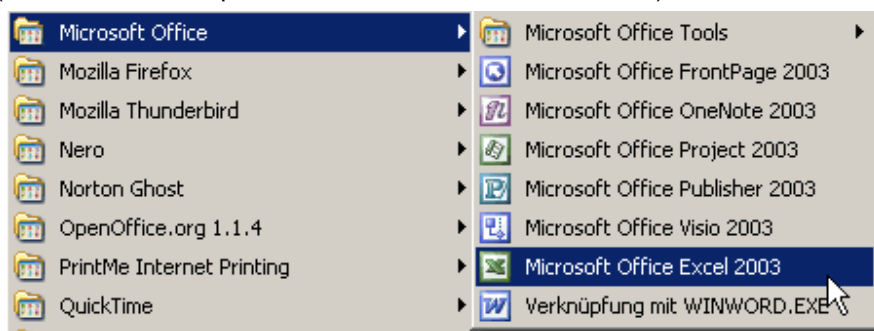 Microsoft Office
Mozilla Firefox
Mozilla Thunderbird
Nero
Norton Ghost
OpenOffice.org 1.1.4
PrintMe Internet Printing
QuickTime
Microsoft Office Tools
Microsoft Office FrontPage 2003
Microsoft Office OneNote 2003
Microsoft Office Project 2003
Microsoft Office Publisher 2003
Microsoft Office Visio 2003
Microsoft Office Excel 2003
Verknüpfung mit WINWORD.EXE